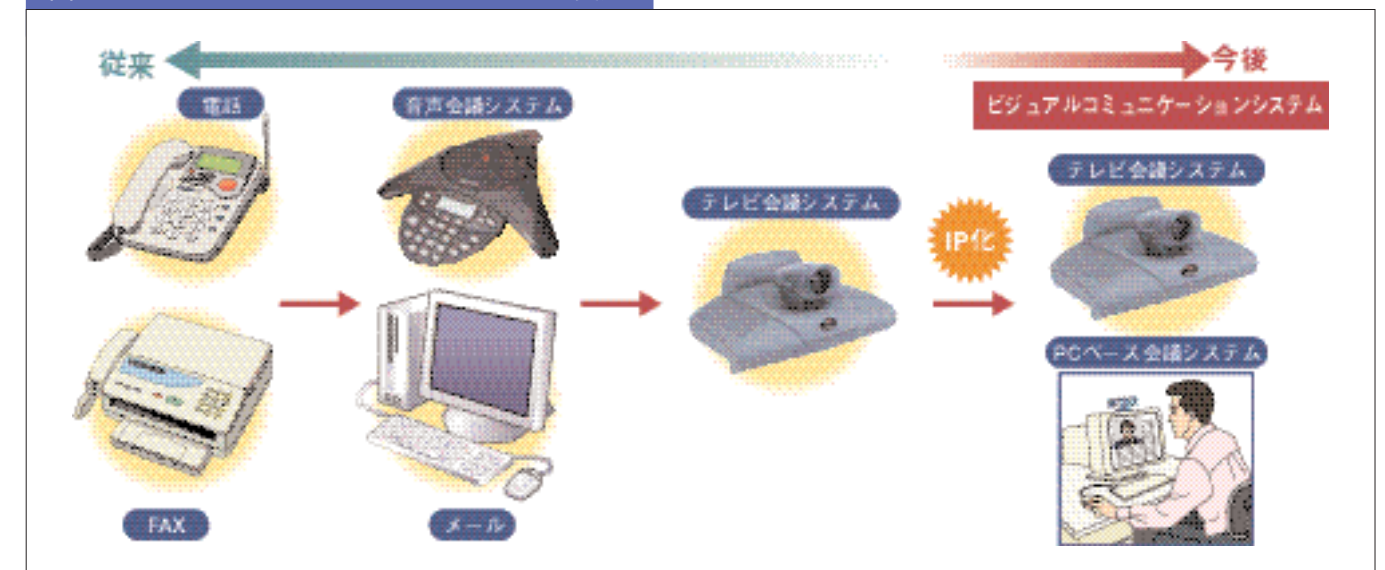 従来
今後
ビジュアルコミュニケーションシステム
電話
音声会議システム
テレビ会議システム
テレビ会議システム
IP化
PCベース会議システム
FAX
メール